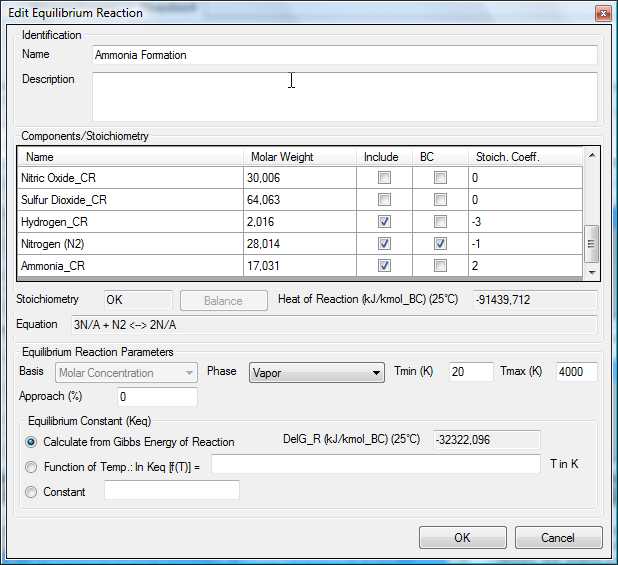 Edit Equilibrium Reaction
Identification
Name Ammonia Formation
Description
Components/Stoichiometry
Name Molar Weight Include BC Stoich. Coeff.
Nitric Oxide_CR 30,006 0
Sulfur Dioxide_CR 64,063 0
Hydrogen_CR 2,016 -3
Nitrogen (N2) 28,014 -1
Ammonia_CR 17,031 2
Stoichiometry OK Balance Heat of Reaction (kJ/kmol_BC) (25°C) -91439,712
Equation 3N/A + N2 <--> 2N/A
Equilibrium Reaction Parameters
Basis Molar Concentration Phase Vapor Tmin (K) 20 Tmax (K) 4000
Approach (%) 0
Equilibrium Constant (Keq)
Calculate from Gibbs Energy of Reaction DelG_R (kJ/kmol_BC) (25°C) -32322,096
Function of Temp.: ln Keq [f(T)] = T in K
Constant
OK Cancel